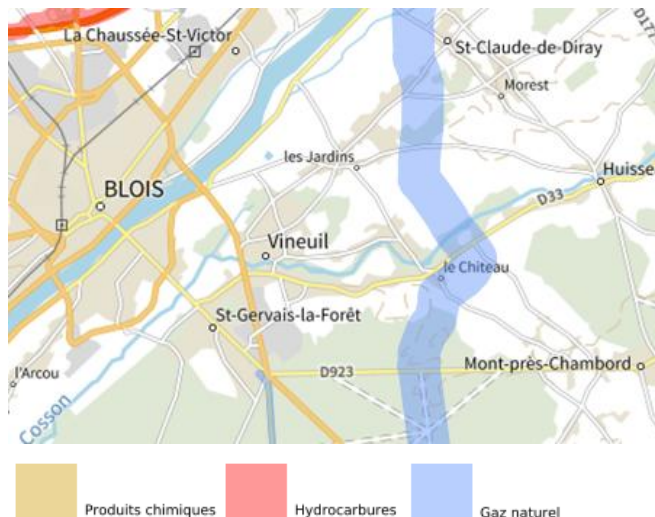 D177
La Chaussée-St-Victor
St-Claude-de-Diray
Morest
les Jardins
Huisse
BLOIS
D33
Vineuil
le Chiteau
St-Gervais-la-Forêt
D923
Mont-près-Chambord
l'Arcou
Cosson
Produits chimiques
Hydrocarbures
Gaz naturel